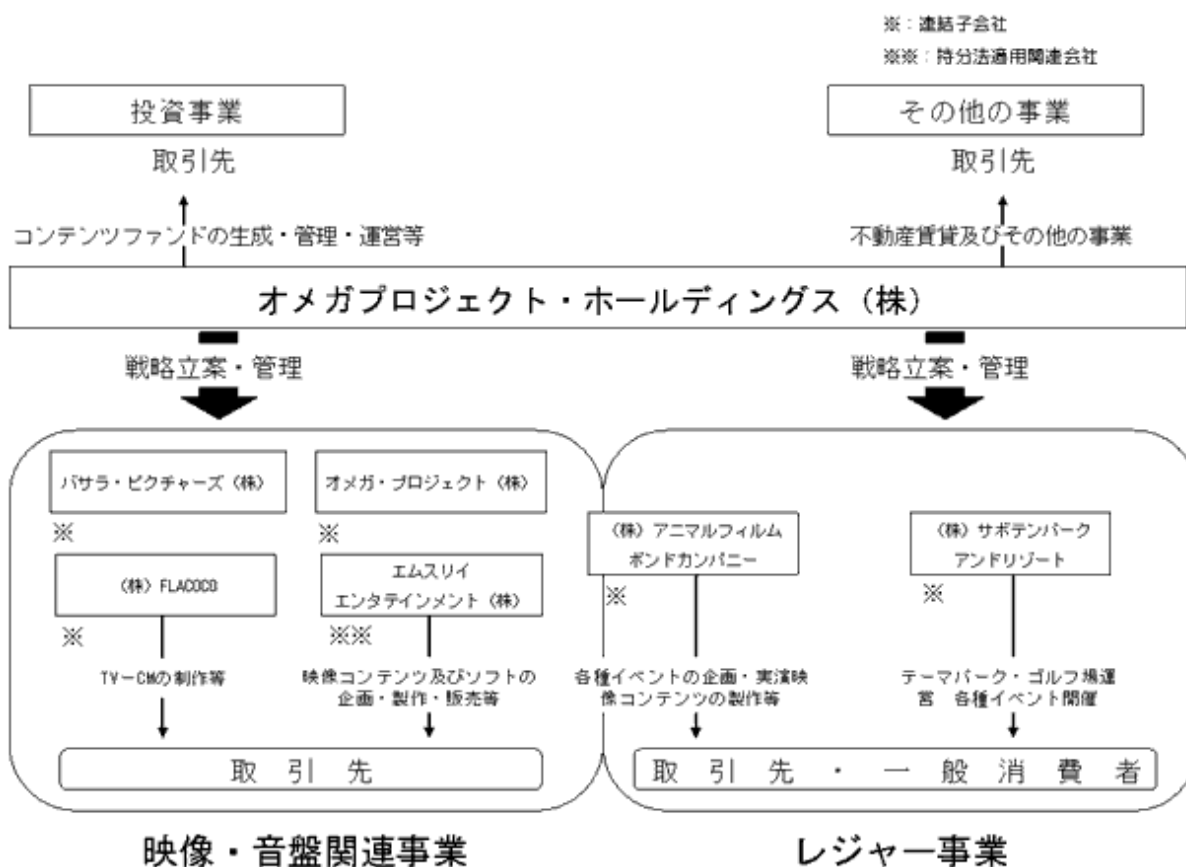 ※：連結子会社
※※：持分法適用関連会社
投資事業
その他の事業
取引先
取引先
コンテンツファンドの生成・管理・運営等
不動産賃貸及びその他の事業
オメガプロジェクト・ホールディングス（株）
戦略立案・管理
戦略立案・管理
バサラ・ピクチャーズ（株）
※
オメガ・プロジェクト（株）
※
（株）FLACOCO
※
エムスリイ
エンタテインメント（株）
※※
（株）アニマルフィルム
ボンドカンパニー
※
（株）サボテンパーク
アンドリゾート
※
TV－CMの制作等
映像コンテンツ及びソフトの
企画・製作・販売等
各種イベントの企画・実演映
像コンテンツの製作等
テーマパーク・ゴルフ場運
営　各種イベント開催
取引先
取引先・一般消費者
映像・音盤関連事業
レジャー事業